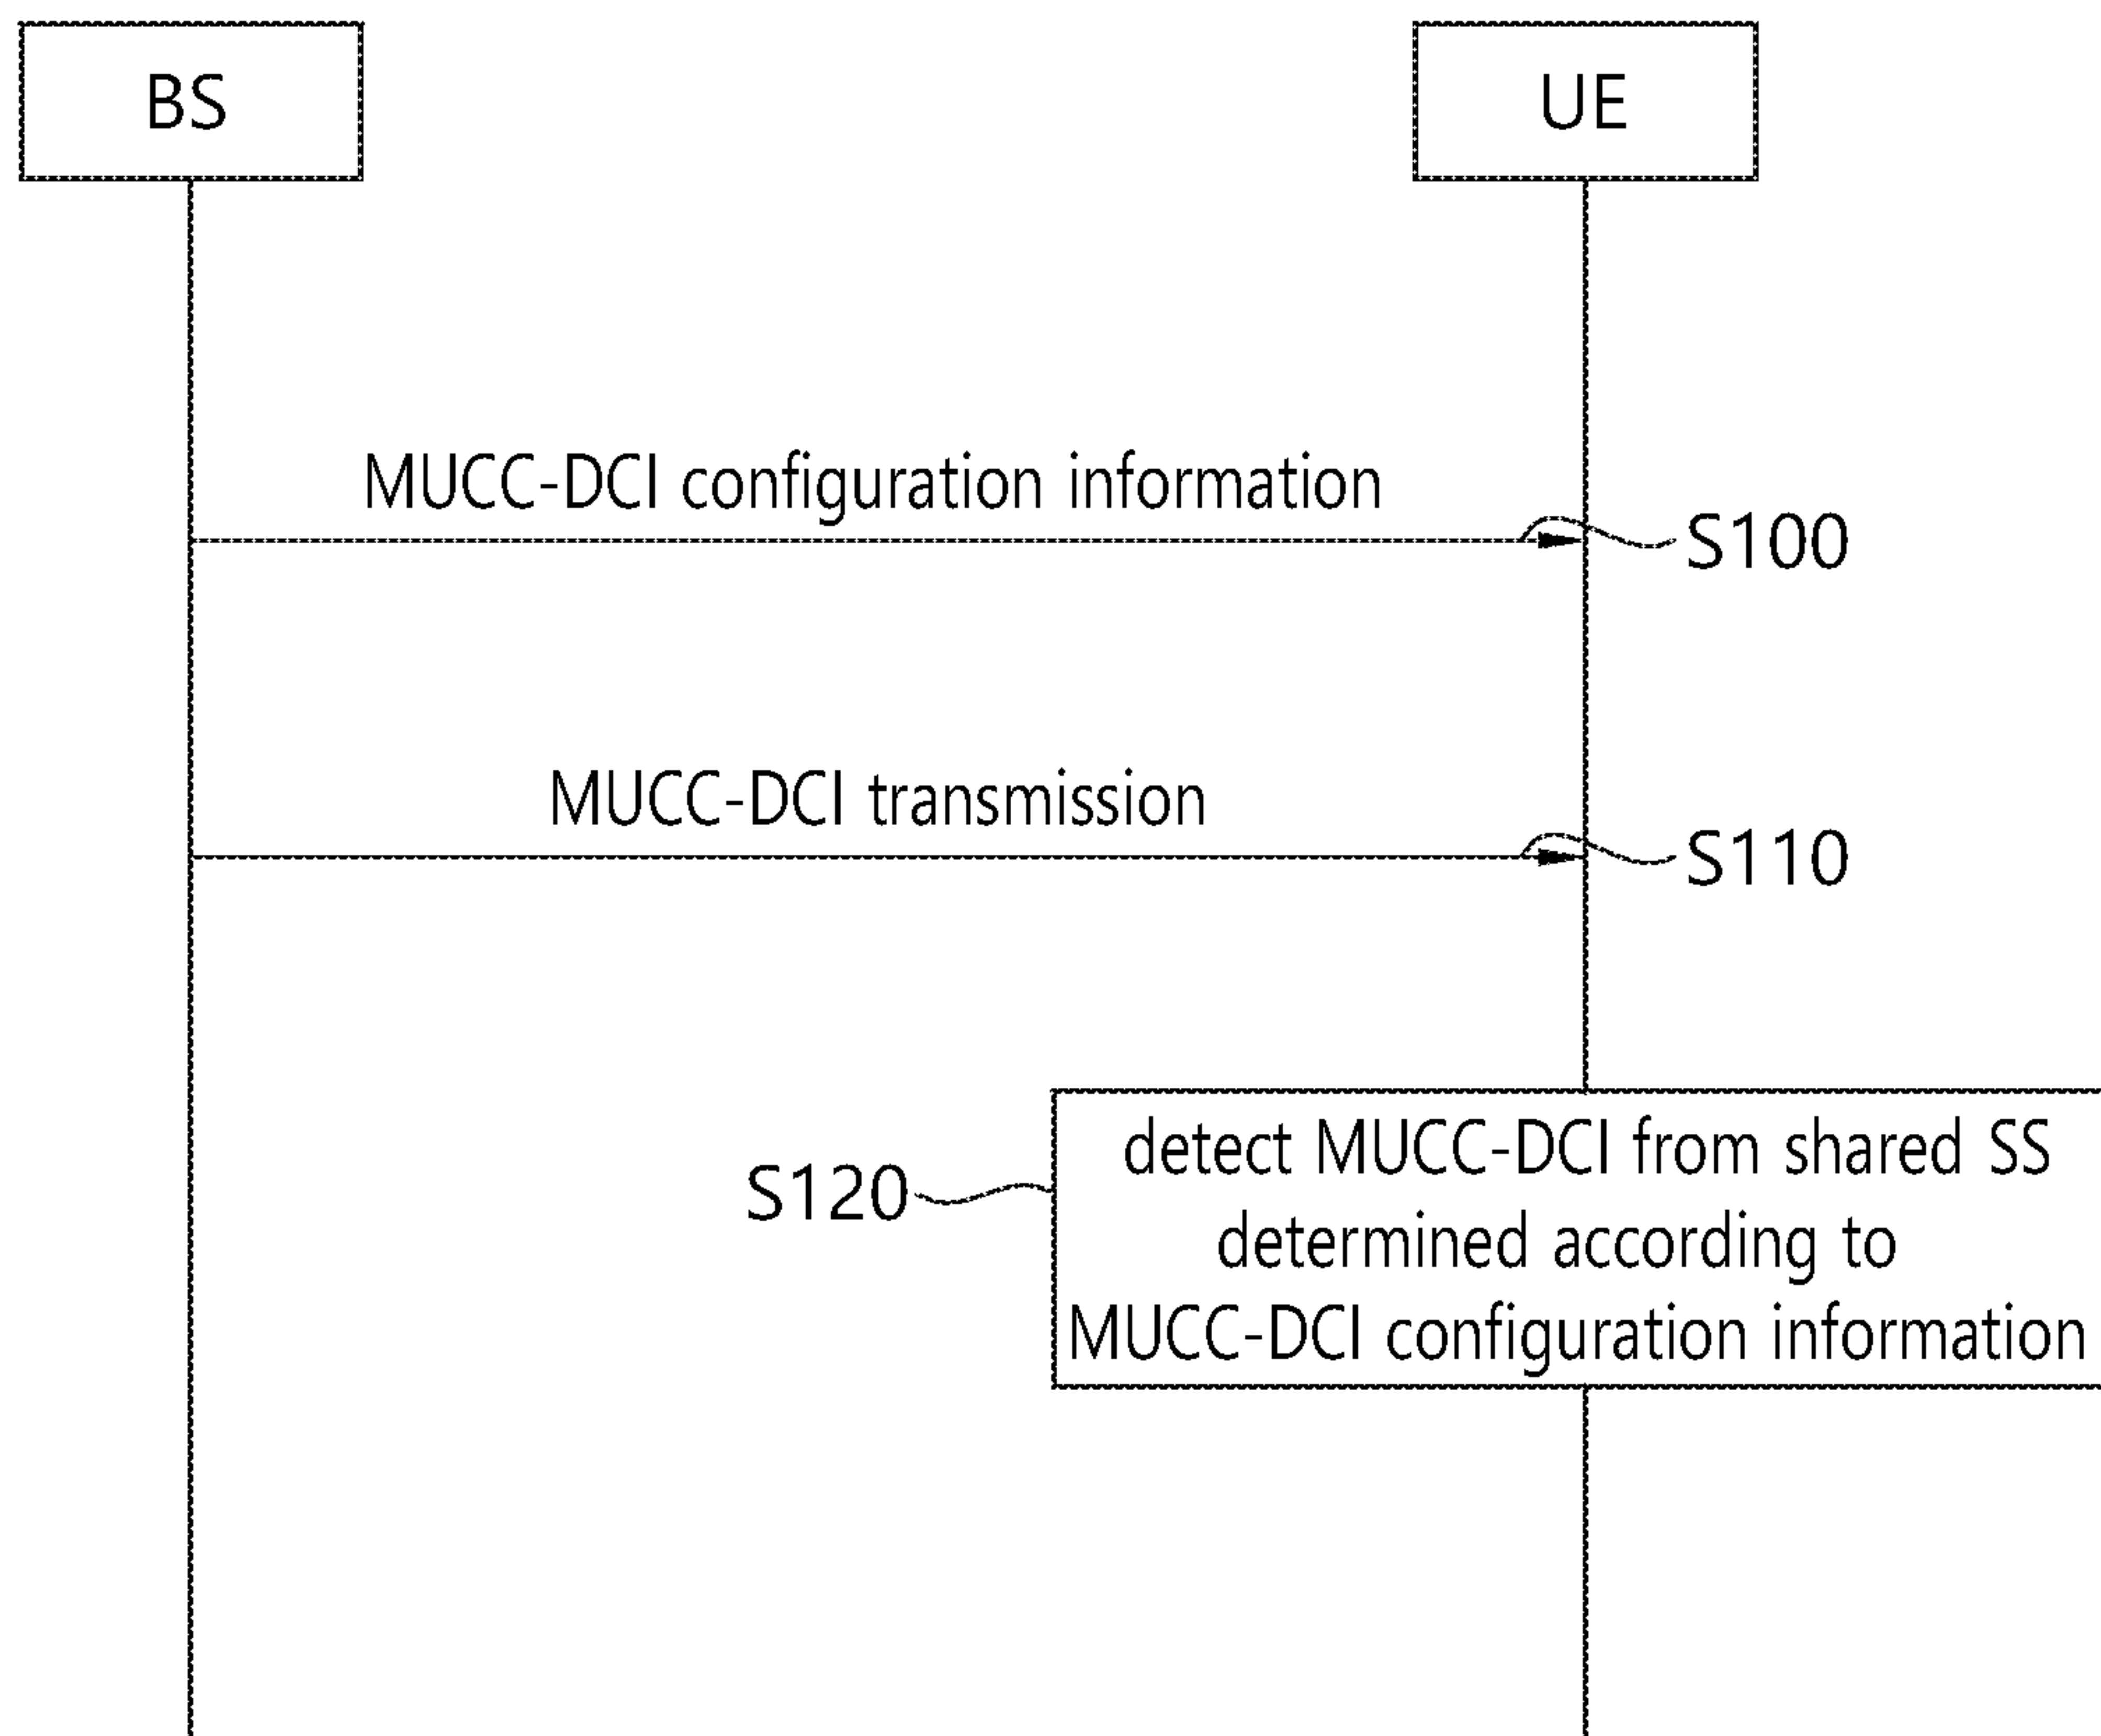 BS
UE
MUCC-DCI configuration information
S100
MUCC-DCI transmission
S110
S120
detect MUCC-DCI from shared SS
determined according to
MUCC-DCI configuration information